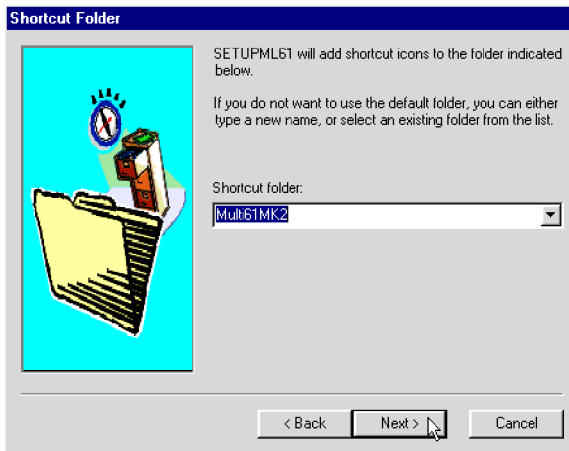 Shortcut Folder
SETUPML61 will add shortcut icons to the folder indicated
below.
If you do not want to use the default folder, you can either
type a new name, or select an existing folder from the list.
Shortcut folder:
Multi61MK2
< Back
Next >
Cancel